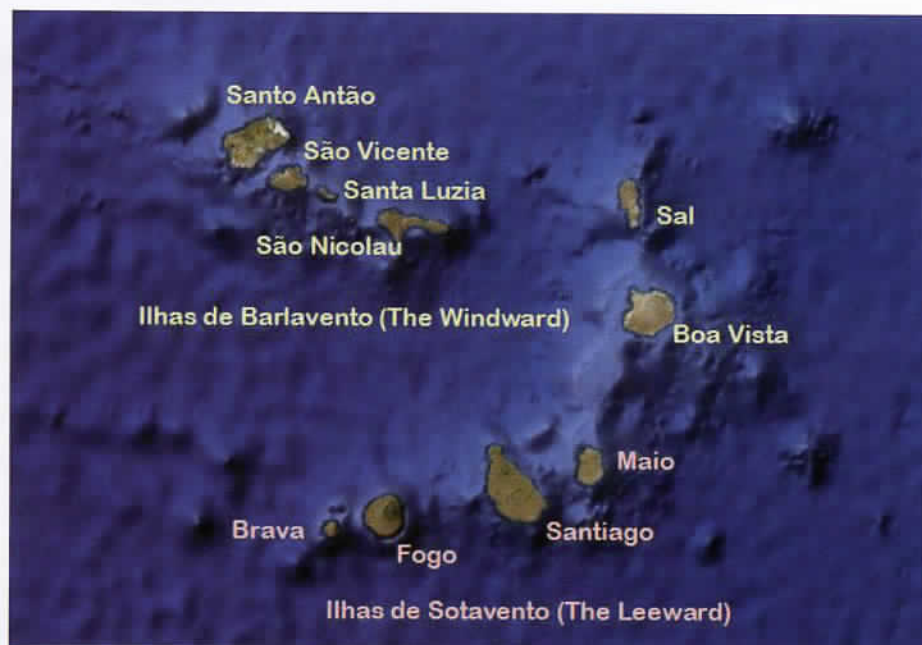 Santo Antão
São Vicente
Santa Luzia
São Nicolau
Sal
Ilhas de Barlavento (The Windward)
Boa Vista
Maio
Santiago
Brava
Fogo
Ilhas de Sotavento (The Leeward)